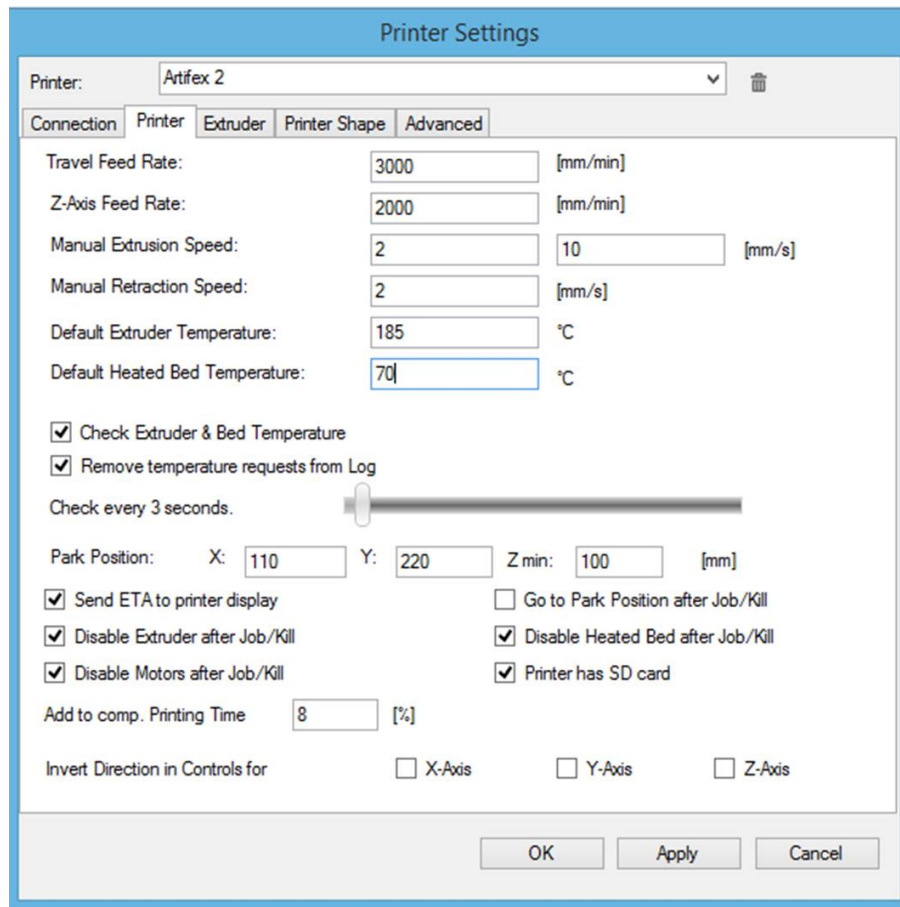 Printer Settings
Printer: Artifex 2
Connection Printer Extruder Printer Shape Advanced
Travel Feed Rate: 3000 [mm/min]
Z-Axis Feed Rate: 2000 [mm/min]
Manual Extrusion Speed: 2 10 [mm/s]
Manual Retraction Speed: 2 [mm/s]
Default Extruder Temperature: 185 °C
Default Heated Bed Temperature: 70 °C
Check Extruder & Bed Temperature
Remove temperature requests from Log
Check every 3 seconds.
Park Position: X: 110 Y: 220 Z min: 100 [mm]
Send ETA to printer display Go to Park Position after Job/Kill
Disable Extruder after Job/Kill Disable Heated Bed after Job/Kill
Disable Motors after Job/Kill Printer has SD card
Add to comp. Printing Time 8 [%]
Invert Direction in Controls for X-Axis Y-Axis Z-Axis
OK Apply Cancel